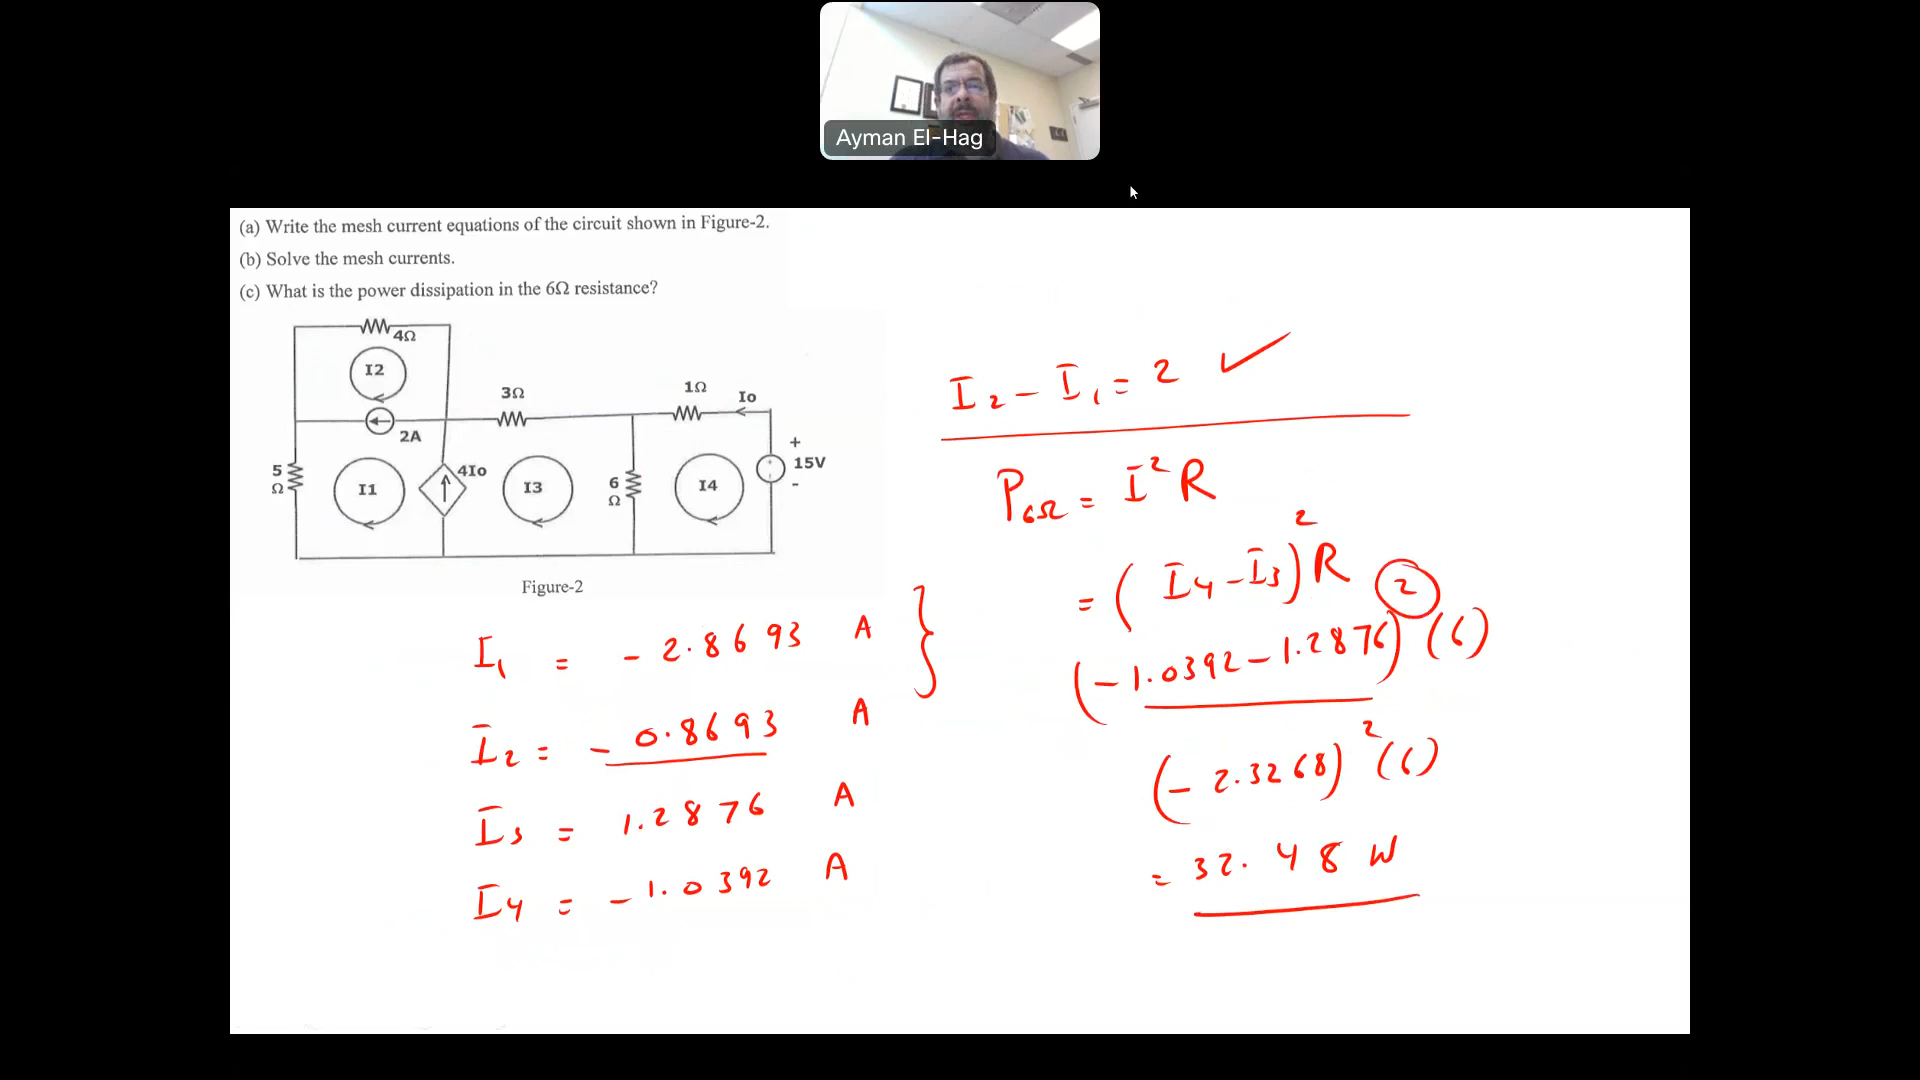 Ayman El-Hag
(a) Write the mesh current equations of the circuit shown in Figure-2.
(b) Solve the mesh currents.
(c) What is the power dissipation in the 6Ω resistance?
4Ω
I2
2A
3Ω
1Ω
Io
5
Ω
I1
4Io
I3
6
Ω
I4
+
15V
-
Figure-2
I₁ = - 2.8693 A
I₂ = - 0.8693 A
I₃ = 1.2876 A
I₄ = - 1.0392 A
I₂ - I₁ = 2 ✓
P₆Ω = I² R
= ( I₄ - I₃ )² R
(- 1.0392 - 1.2876)² (6)
(- 2.3268)² (6)
= 32.48 W